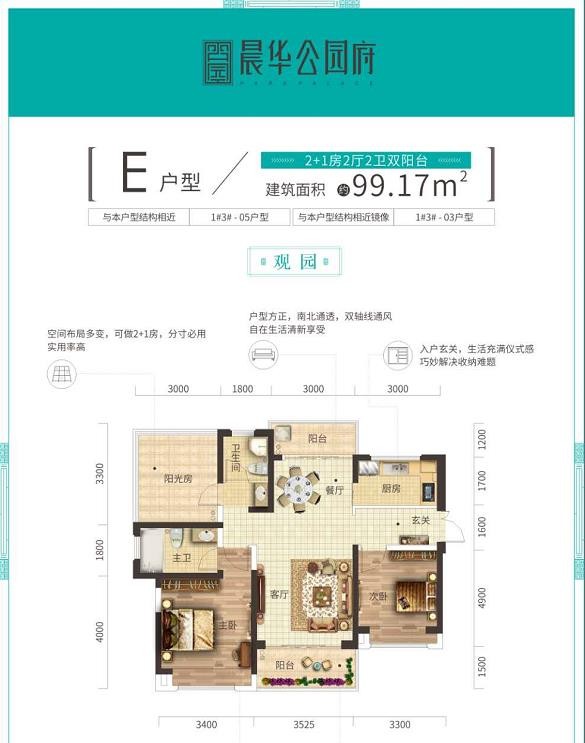 晨华公园府
PARK PALACE
E 户型
2+1房2厅2卫双阳台
建筑面积 约99.17m²
与本户型结构相近 1#3# - 05户型 与本户型结构相近镜像 1#3# - 03户型
观园
户型方正，南北通透，双轴线通风
自在生活清新享受
空间布局多变，可做2+1房，分寸必用
实用率高
入户玄关，生活充满仪式感
巧妙解决收纳难题
3000 1800 3000 3000
阳台
卫生间
阳光房
餐厅
厨房
玄关
主卫
客厅
次卧
主卧
阳台
3300
1800
4000
1200
1700
1600
4900
1500
3400 3525 3300